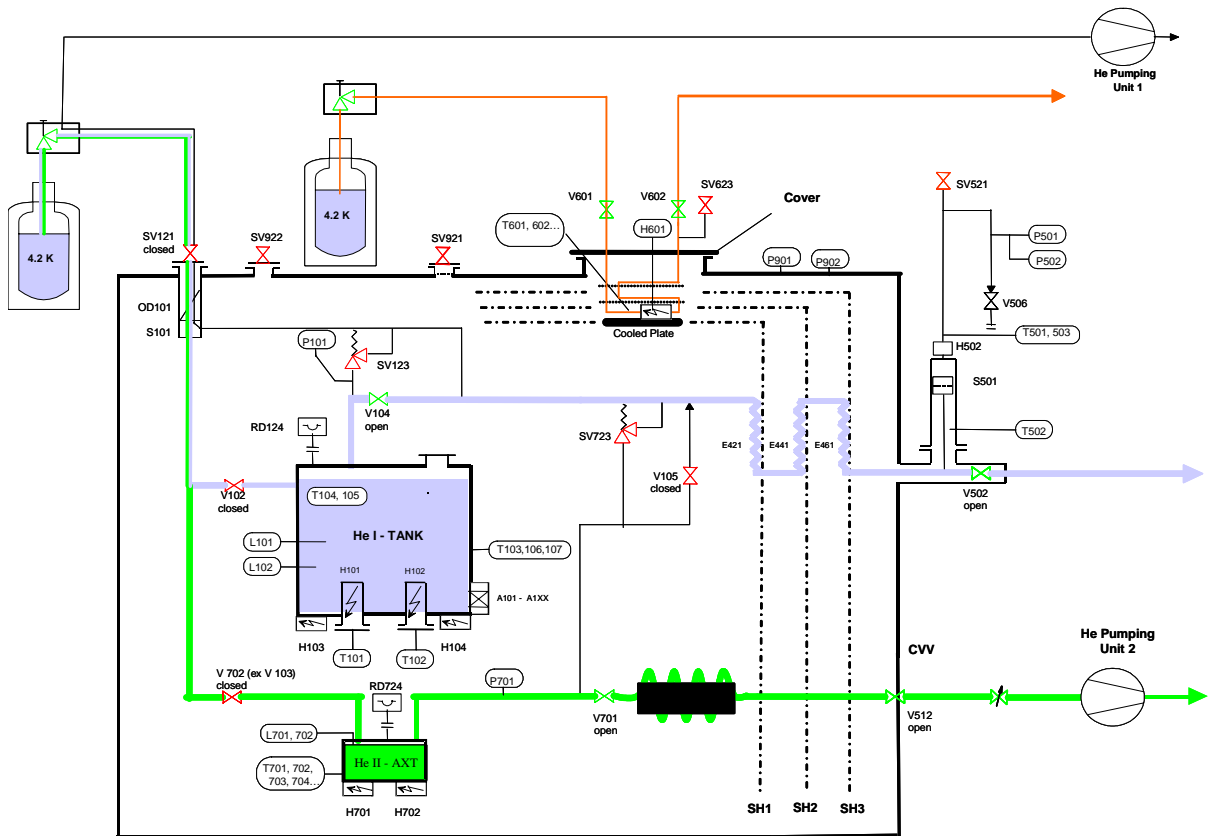 He Pumping
Unit 1
4.2 K
4.2 K
SV121
closed
SV922
SV921
V601
V602
SV623
Cover
SV521
T601, 602...
H601
P501
P502
P901
P902
V506
OD101
S101
Cooled Plate
T501, 503
H502
P101
SV123
S501
V104
open
RD124
SV723
E421
E441
E461
T502
V105
closed
V502
open
V102
closed
T104, 105
He I - TANK
L101
L102
T103,106,107
H101
H102
A101 - A1XX
H103
H104
T101
T102
CVV
He Pumping
Unit 2
V 702 (ex V 103)
closed
RD724
P701
V701
open
V512
open
L701, 702
He II - AXT
T701, 702,
703, 704...
H701
H702
SH1
SH2
SH3